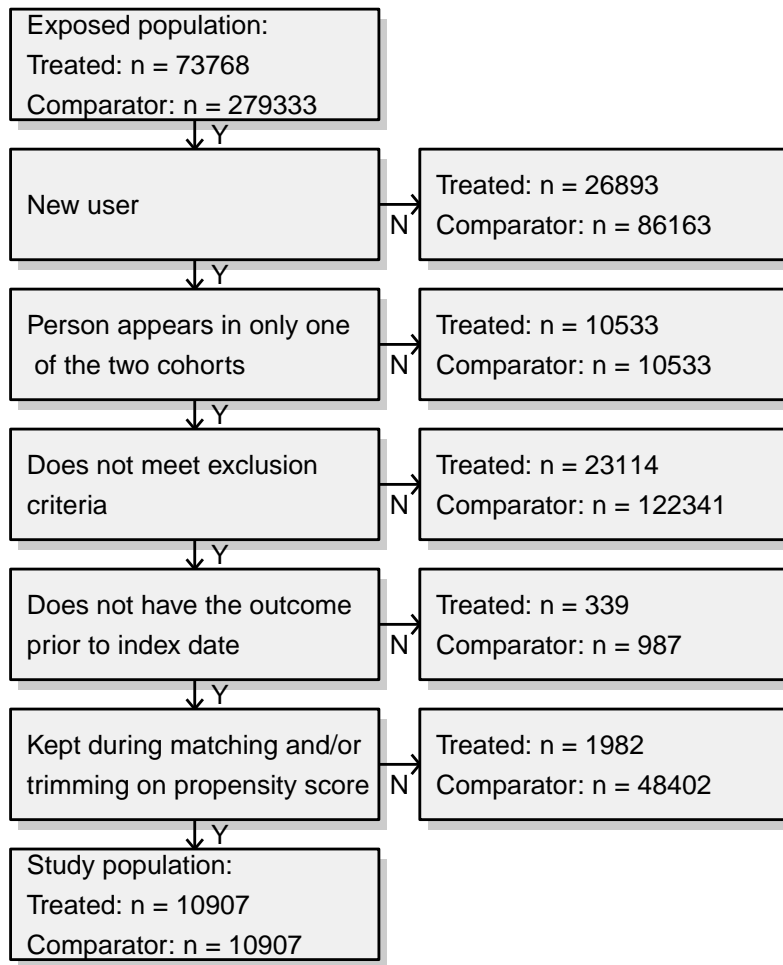 Exposed population:
Treated: n = 73768
Comparator: n = 279333
Y
New user
N
Treated: n = 26893
Comparator: n = 86163
Y
Person appears in only one
of the two cohorts
N
Treated: n = 10533
Comparator: n = 10533
Y
Does not meet exclusion
criteria
N
Treated: n = 23114
Comparator: n = 122341
Y
Does not have the outcome
prior to index date
N
Treated: n = 339
Comparator: n = 987
Y
Kept during matching and/or
trimming on propensity score
N
Treated: n = 1982
Comparator: n = 48402
Y
Study population:
Treated: n = 10907
Comparator: n = 10907